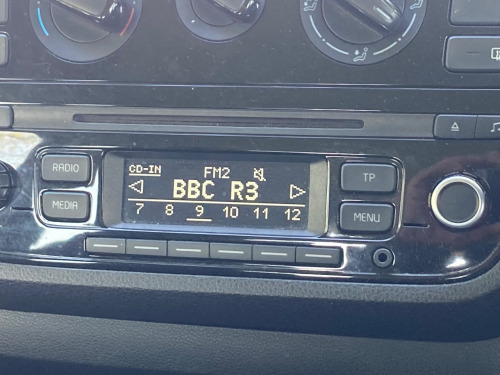 RADIO
MEDIA
CD-IN
FM2
BBC R3
7 8 9 10 11 12
TP
MENU